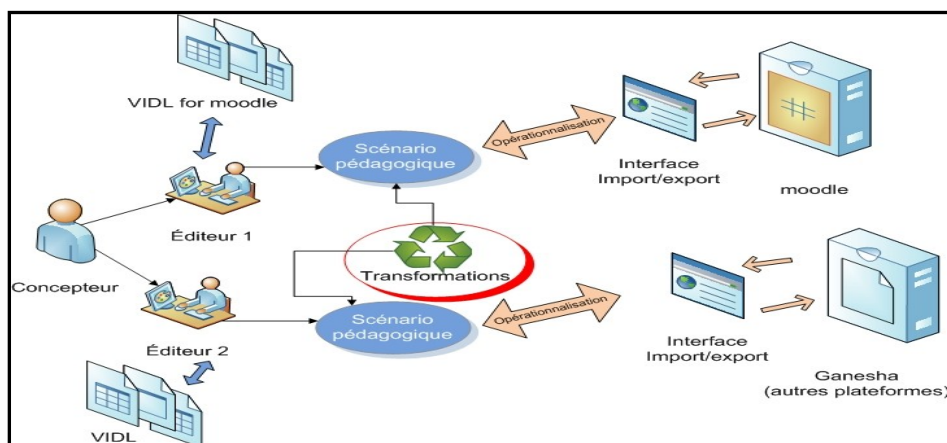 VIDL for moodle
Scénario
pédagogique
Opérationnalisation
Interface
Import/export
moodle
Éditeur 1
Concepteur
Transformations
Éditeur 2
Scénario
pédagogique
Opérationnalisation
Interface
Import/export
Ganesha
(autres plateformes)
VIDL